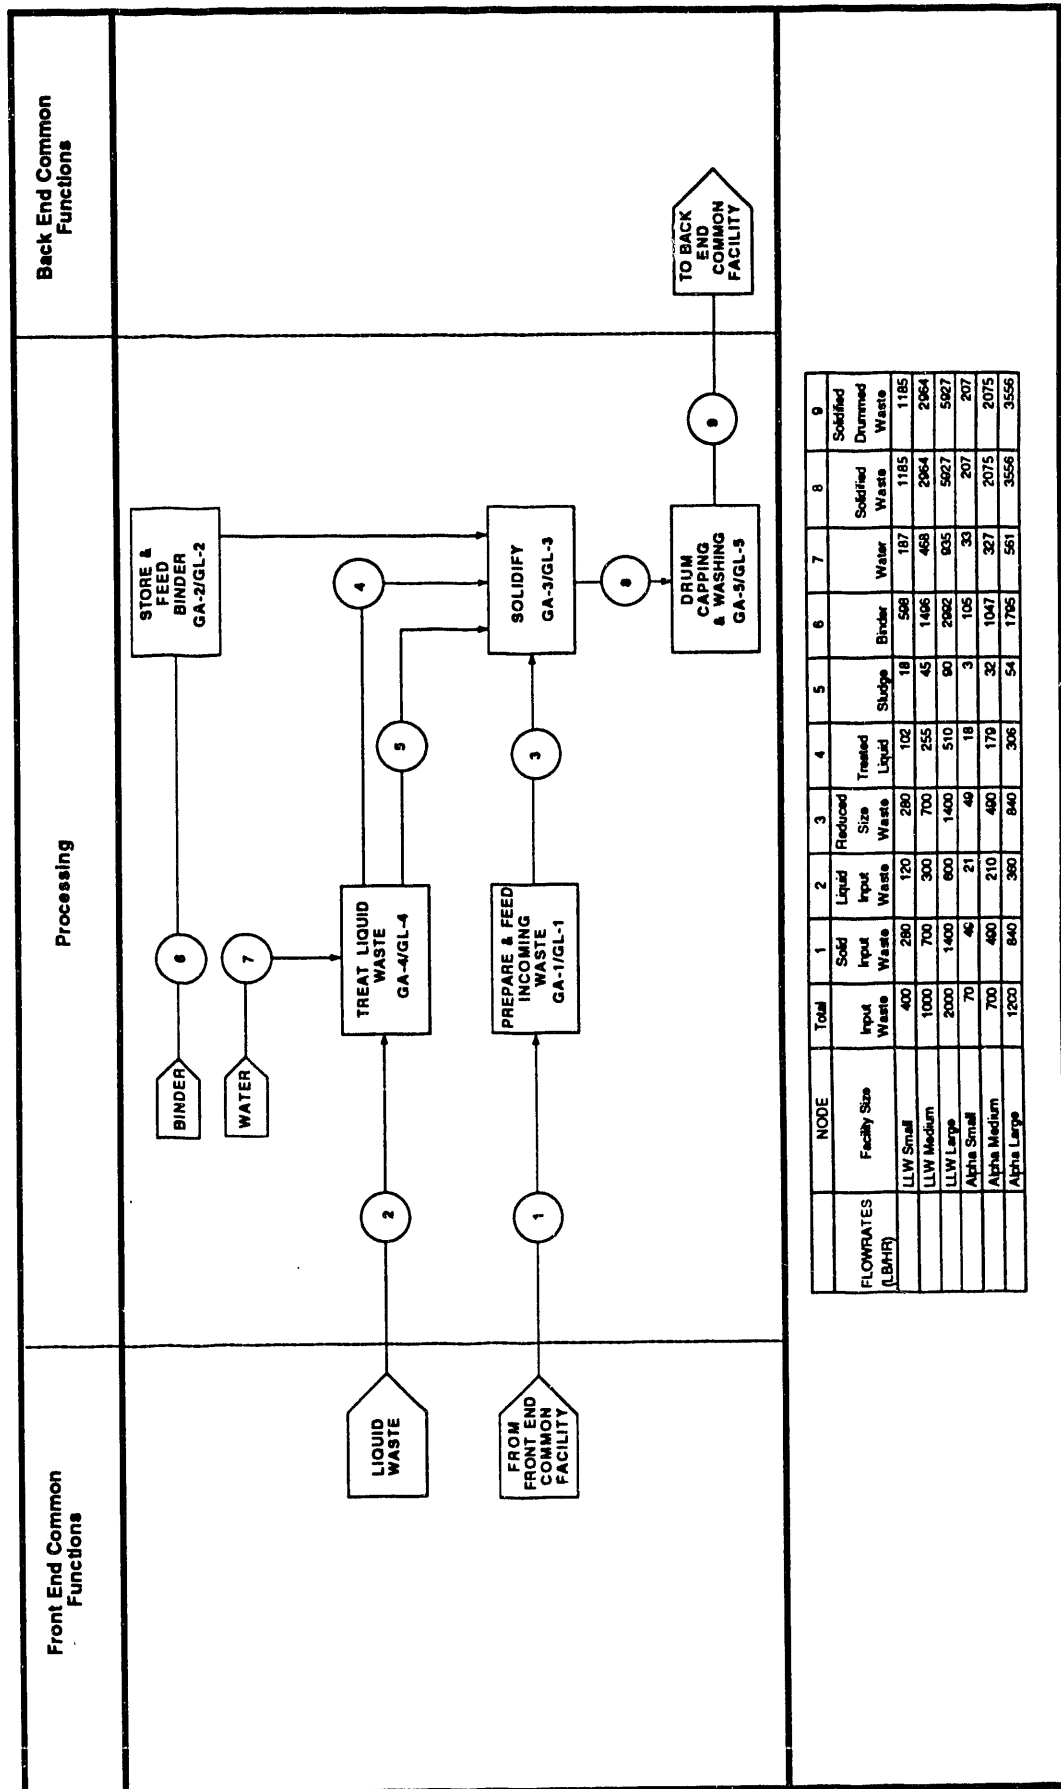 Front End Common
Functions
Processing
Back End Common
Functions
BINDER
6
STORE &
FEED
BINDER
GA-2/GL-2
WATER
7
LIQUID
WASTE
2
TREAT LIQUID
WASTE
GA-4/GL-4
4
5
FROM
FRONT END
COMMON
FACILITY
1
PREPARE & FEED
INCOMING
WASTE
GA-1/GL-1
3
SOLIDIFY
GA-3/GL-3
8
DRUM
CAPPING
& WASHING
GA-5/GL-5
9
TO BACK
END
COMMON
FACILITY
NODE Total 1 2 3 4 5 6 7 8 9
FLOWRATES (LB/HR) Facility Size Input Waste Solid Input Waste Liquid Input Waste Reduced Size Waste Treated Liquid Sludge Binder Water Solidified Waste Solidified Drummed Waste
LLW Small 400 280 120 280 102 18 598 187 1185 1185
LLW Medium 1000 700 300 700 255 45 1496 468 2964 2964
LLW Large 2000 1400 600 1400 510 90 2992 935 5927 5927
Alpha Small 70 21 49 18 3 105 33 207 207
Alpha Medium 700 490 210 490 179 32 1047 327 2075 2075
Alpha Large 1200 840 360 840 306 54 1795 561 3556 3556